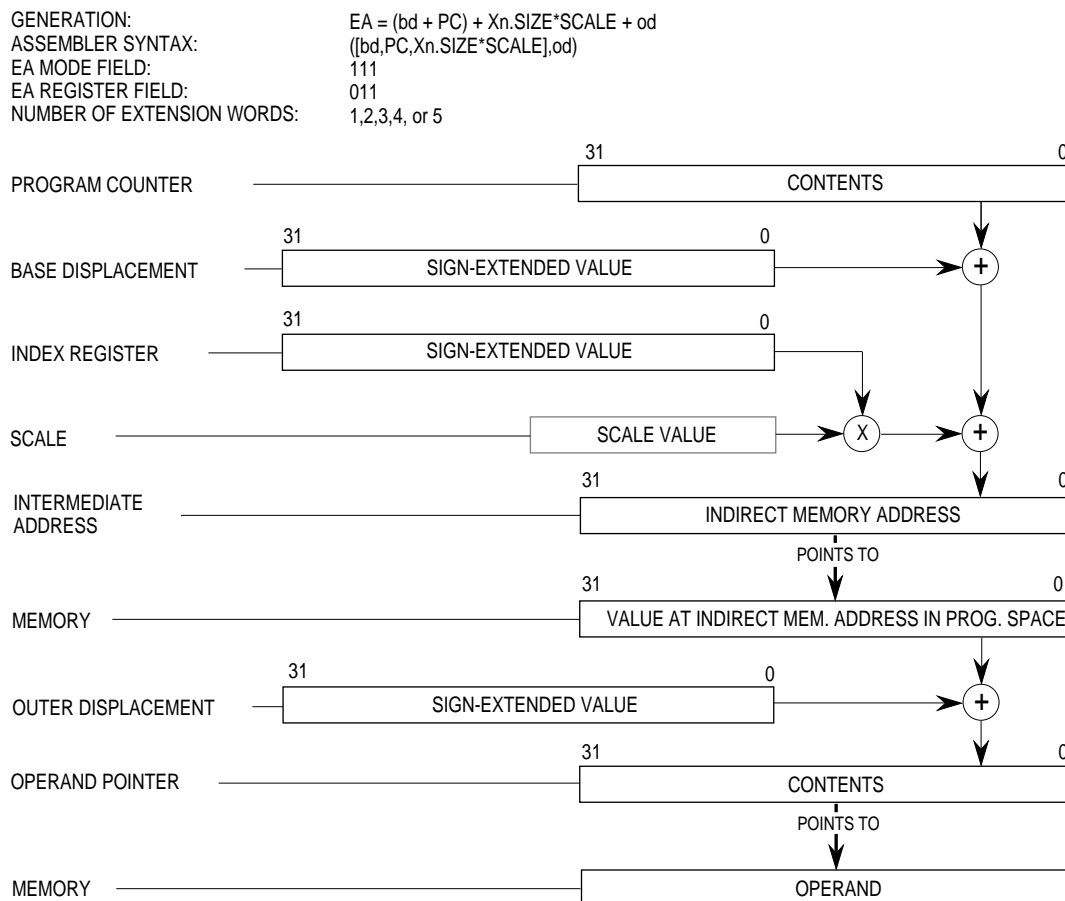 GENERATION: EA = (bd + PC) + Xn.SIZE*SCALE + od
ASSEMBLER SYNTAX: ([bd,PC,Xn.SIZE*SCALE],od)
EA MODE FIELD: 111
EA REGISTER FIELD: 011
NUMBER OF EXTENSION WORDS: 1,2,3,4, or 5
31 0
PROGRAM COUNTER CONTENTS
31 0
BASE DISPLACEMENT SIGN-EXTENDED VALUE +
31 0
INDEX REGISTER SIGN-EXTENDED VALUE
SCALE SCALE VALUE X +
31 0
INTERMEDIATE
ADDRESS INDIRECT MEMORY ADDRESS
POINTS TO
31 0
MEMORY VALUE AT INDIRECT MEM. ADDRESS IN PROG. SPACE
31 0
OUTER DISPLACEMENT SIGN-EXTENDED VALUE +
31 0
OPERAND POINTER CONTENTS
POINTS TO
MEMORY OPERAND